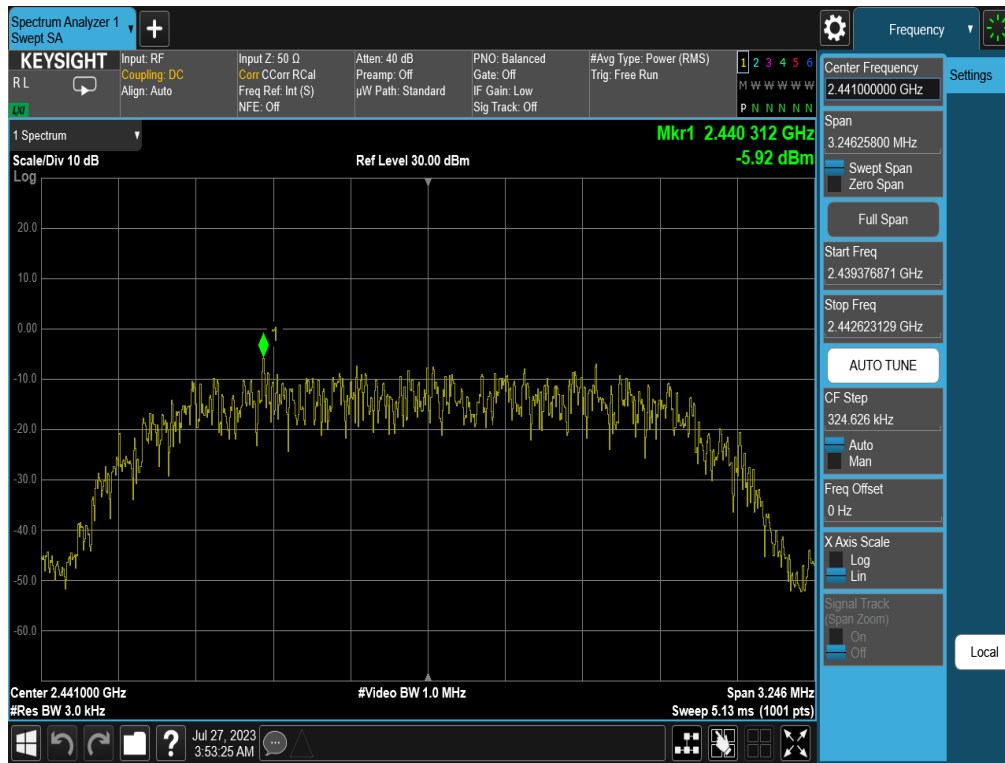 Spectrum Analyzer 1
Swept SA
Frequency
KEYSIGHT
R L
LXI
Input: RF
Coupling: DC
Align: Auto
Input Z: 50 Ω
Corr CCorr RCal
Freq Ref: Int (S)
NFE: Off
Atten: 40 dB
Preamp: Off
µW Path: Standard
PNO: Balanced
Gate: Off
IF Gain: Low
Sig Track: Off
#Avg Type: Power (RMS)
Trig: Free Run
1 2 3 4 5 6
M W W W W W
P N N N N N
1 Spectrum
Mkr1 2.440 312 GHz
Scale/Div 10 dB
Ref Level 30.00 dBm
-5.92 dBm
Log
20.0
10.0
0.00
1
-10.0
-20.0
-30.0
-40.0
-50.0
-60.0
Center 2.441000 GHz
#Video BW 1.0 MHz
Span 3.246 MHz
#Res BW 3.0 kHz
Sweep 5.13 ms (1001 pts)
Jul 27, 2023
3:53:25 AM
Center Frequency
2.441000000 GHz
Settings
Span
3.24625800 MHz
Swept Span
Zero Span
Full Span
Start Freq
2.439376871 GHz
Stop Freq
2.442623129 GHz
AUTO TUNE
CF Step
324.626 kHz
Auto
Man
Freq Offset
0 Hz
X Axis Scale
Log
Lin
Signal Track
(Span Zoom)
On
Off
Local